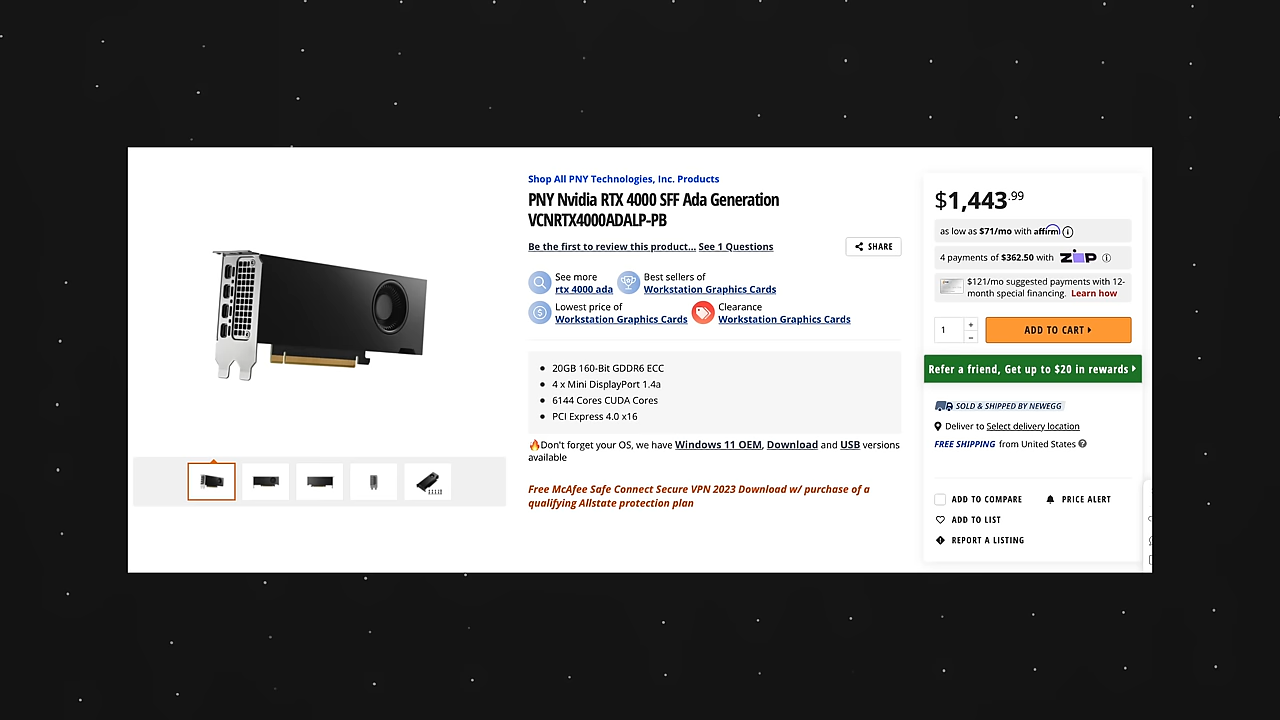 Shop All PNY Technologies, Inc. Products
PNY Nvidia RTX 4000 SFF Ada Generation
VCNRTX4000ADALP-PB
Be the first to review this product... See 1 Questions
SHARE
See more
rtx 4000 ada
Best sellers of
Workstation Graphics Cards
Lowest price of
Workstation Graphics Cards
Clearance
Workstation Graphics Cards
20GB 160-Bit GDDR6 ECC
4 x Mini DisplayPort 1.4a
6144 Cores CUDA Cores
PCI Express 4.0 x16
🔥Don't forget your OS, we have Windows 11 OEM, Download and USB versions
available
Free McAfee Safe Connect Secure VPN 2023 Download w/ purchase of a
qualifying Allstate protection plan
$1,443.99
as low as $71/mo with affirm
4 payments of $362.50 with ZIP
$121/mo suggested payments with 12-
month special financing. Learn how
1
+
−
ADD TO CART
Refer a friend, Get up to $20 in rewards
SOLD & SHIPPED BY NEWEGG
Deliver to Select delivery location
FREE SHIPPING from United States
ADD TO COMPARE
PRICE ALERT
ADD TO LIST
REPORT A LISTING